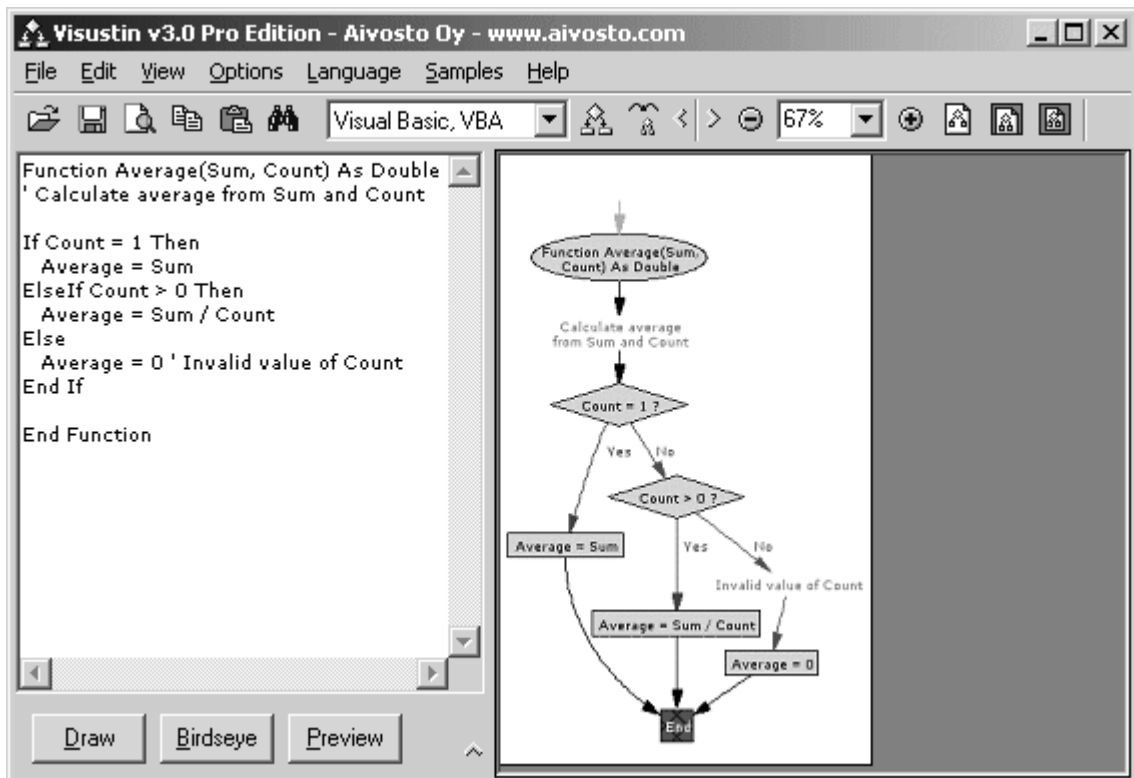 Visustin v3.0 Pro Edition - Aivosto Oy - www.aivosto.com
File Edit View Options Language Samples Help
Visual Basic, VBA 67%
Function Average(Sum, Count) As Double
' Calculate average from Sum and Count
If Count = 1 Then
Average = Sum
ElseIf Count > 0 Then
Average = Sum / Count
Else
Average = 0 ' Invalid value of Count
End If
End Function
Draw Birdseye Preview
Function Average(Sum,
Count) As Double
Calculate average
from Sum and Count
Count = 1 ?
Yes No
Count > 0 ?
Average = Sum
Yes No
Invalid value of Count
Average = Sum / Count
Average = 0
End